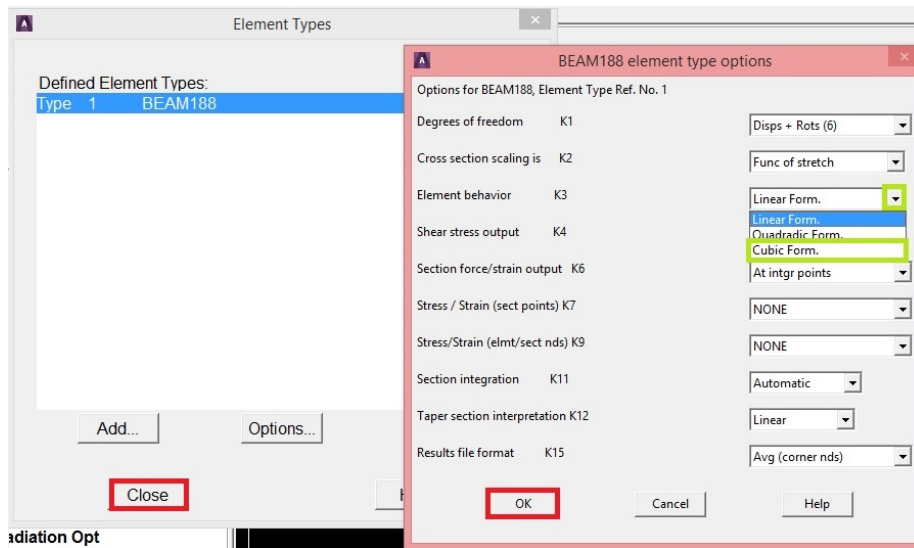 Element Types
Defined Element Types:
Type 1 BEAM188
Add...
Options...
Close
adiation Opt
BEAM188 element type options
Options for BEAM188, Element Type Ref. No. 1
Degrees of freedom K1
Disps + Rots (6)
Cross section scaling is K2
Func of stretch
Element behavior K3
Linear Form.
Linear Form.
Quadradic Form.
Cubic Form.
Shear stress output K4
Section force/strain output K6
At intgr points
Stress / Strain (sect points) K7
NONE
Stress/Strain (elmt/sect nds) K9
NONE
Section integration K11
Automatic
Taper section interpretation K12
Linear
Results file format K15
Avg (corner nds)
OK
Cancel
Help